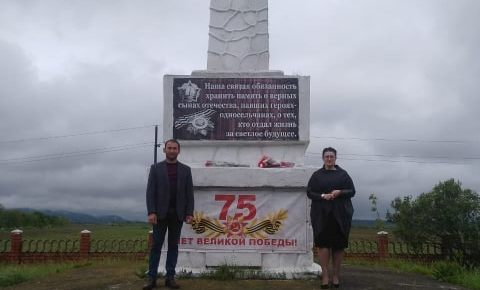 Наша святая обязанность
хранить память о верных
сынах отечества, павших героях-
односельчанах, о тех,
кто отдал жизнь
за светлое будущее.
75
ЛЕТ ВЕЛИКОЙ ПОБЕДЫ!